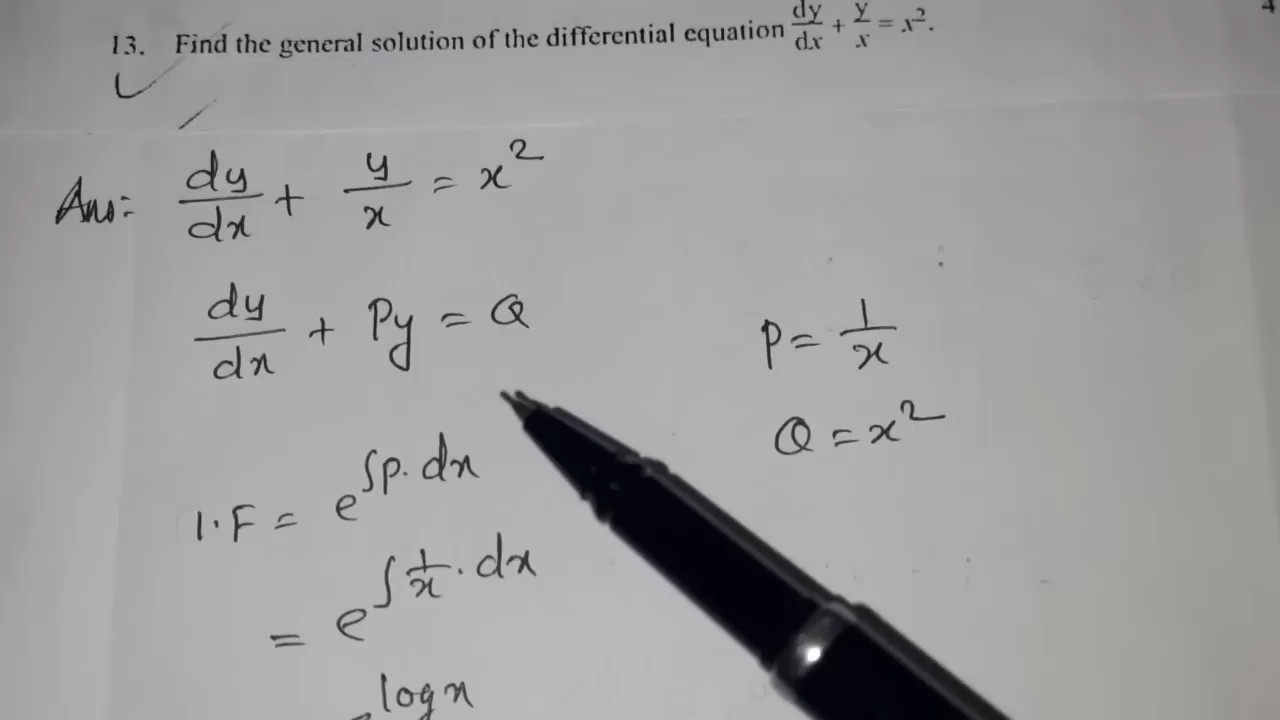 13. Find the general solution of the differential equation dy/dx + y/x = x².
Ans: dy/dx + y/x = x²
dy/dx + Py = Q
P = 1/x
Q = x²
I.F = e^∫P.dx
= e^∫1/x.dx
logx